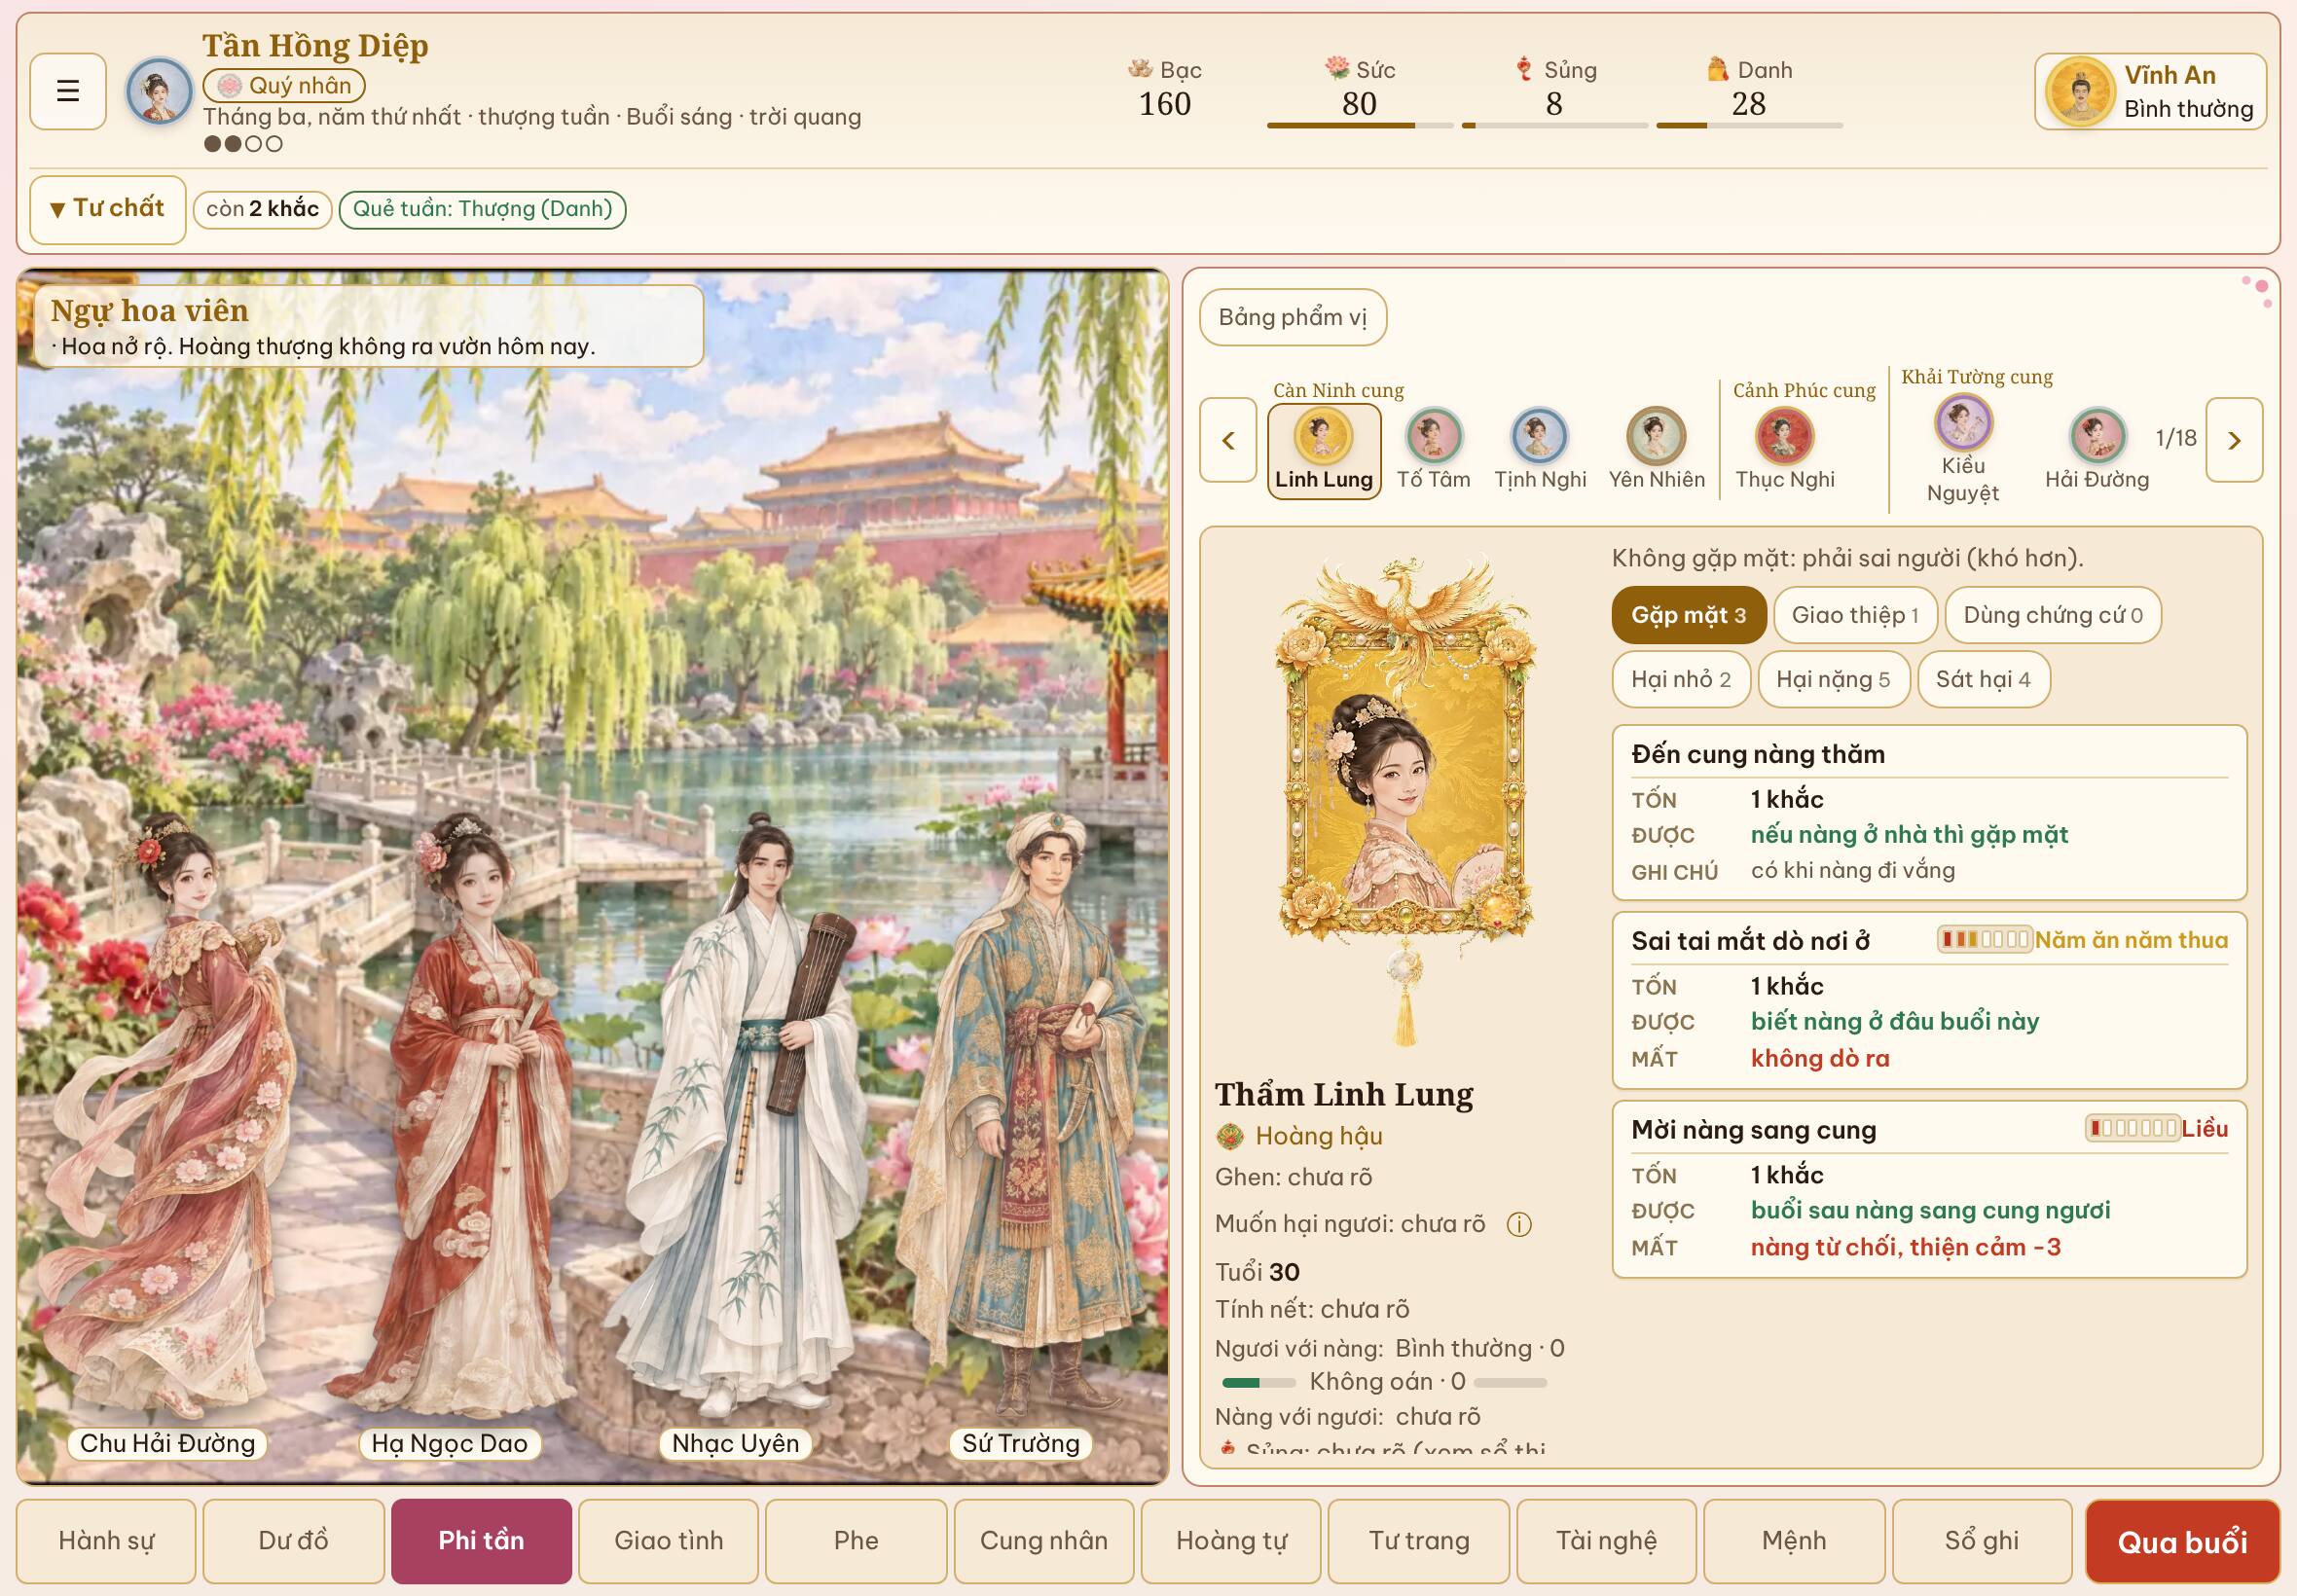 ☰
Tần Hồng Diệp
Quý nhân
Tháng ba, năm thứ nhất · thượng tuần · Buổi sáng · trời quang
Bạc
160
Sức
80
Sủng
8
Danh
28
Vĩnh An
Bình thường
▼ Tư chất
còn 2 khắc
Quẻ tuần: Thượng (Danh)
Ngự hoa viên
· Hoa nở rộ. Hoàng thượng không ra vườn hôm nay.
Chu Hải Đường
Hạ Ngọc Dao
Nhạc Uyên
Sứ Trường
Bảng phẩm vị
Càn Ninh cung
Cảnh Phúc cung
Khải Tường cung
Linh Lung
Tố Tâm
Tịnh Nghi
Yên Nhiên
Thục Nghi
Kiều
Nguyệt
Hải Đường
1/18
Thẩm Linh Lung
Hoàng hậu
Ghen: chưa rõ
Muốn hại ngươi: chưa rõ ⓘ
Tuổi 30
Tính nết: chưa rõ
Ngươi với nàng: Bình thường · 0
Không oán · 0
Nàng với ngươi: chưa rõ
Sủng: chưa rõ (xem sổ thị
Không gặp mặt: phải sai người (khó hơn).
Gặp mặt 3
Giao thiệp 1
Dùng chứng cứ 0
Hại nhỏ 2
Hại nặng 5
Sát hại 4
Đến cung nàng thăm
TỐN 1 khắc
ĐƯỢC nếu nàng ở nhà thì gặp mặt
GHI CHÚ có khi nàng đi vắng
Sai tai mắt dò nơi ở Năm ăn năm thua
TỐN 1 khắc
ĐƯỢC biết nàng ở đâu buổi này
MẤT không dò ra
Mời nàng sang cung Liều
TỐN 1 khắc
ĐƯỢC buổi sau nàng sang cung ngươi
MẤT nàng từ chối, thiện cảm -3
Hành sự
Dư đồ
Phi tần
Giao tình
Phe
Cung nhân
Hoàng tự
Tư trang
Tài nghệ
Mệnh
Sổ ghi
Qua buổi